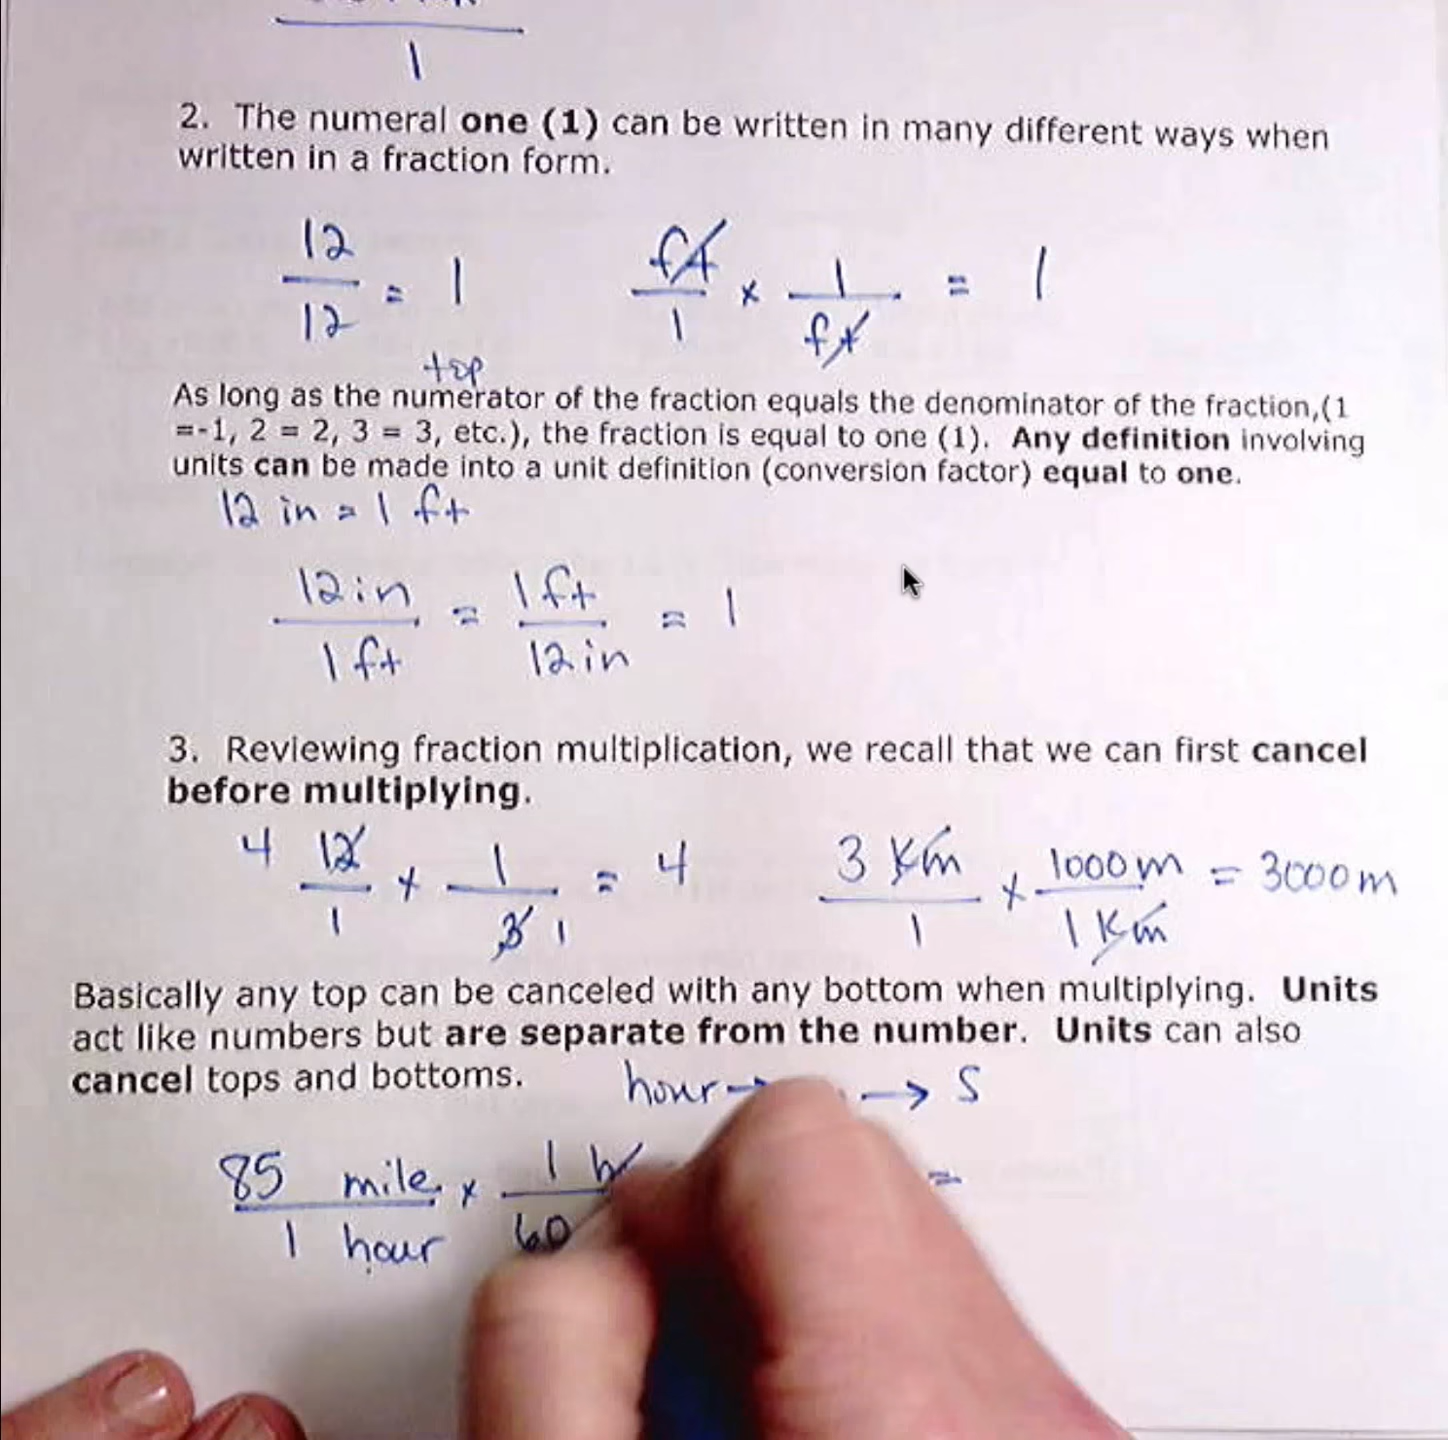 1
2. The numeral one (1) can be written in many different ways when
written in a fraction form.
12/12 = 1 ft/1 × 1/ft = 1
top
As long as the numerator of the fraction equals the denominator of the fraction,(1
=-1, 2 = 2, 3 = 3, etc.), the fraction is equal to one (1). Any definition involving
units can be made into a unit definition (conversion factor) equal to one.
12 in = 1 ft
12in/1 ft = 1 ft/12in = 1
3. Reviewing fraction multiplication, we recall that we can first cancel
before multiplying.
4 12/1 × 1/3 1 = 4 3 Km/1 × 1000m/1 Km = 3000m
Basically any top can be canceled with any bottom when multiplying. Units
act like numbers but are separate from the number. Units can also
cancel tops and bottoms. hour → → S
85 mile/1 hour × 1 h/60 =